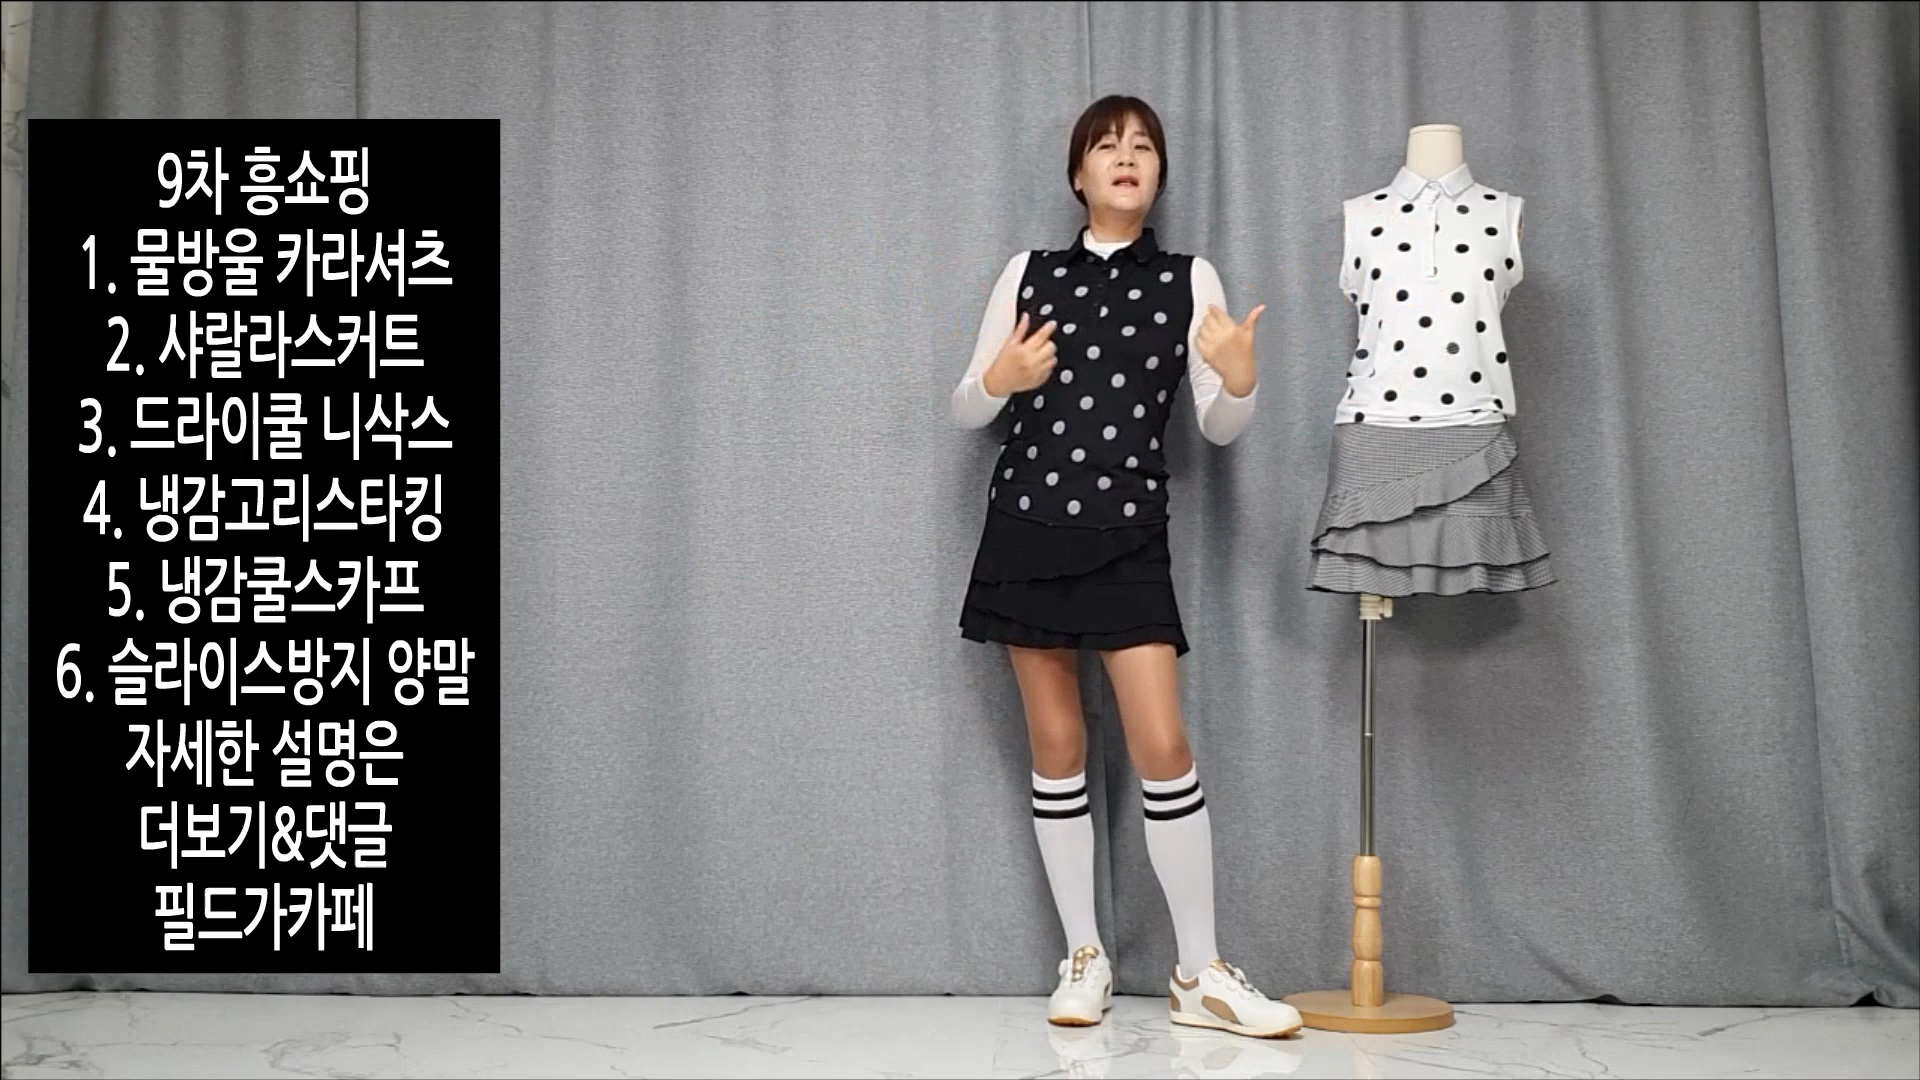 9차 흥쇼핑
1. 물방울 카라셔츠
2. 샤랄라스커트
3. 드라이쿨 니삭스
4. 냉감고리스타킹
5. 냉감쿨스카프
6. 슬라이스방지 양말
자세한 설명은
더보기&댓글
필드가카페